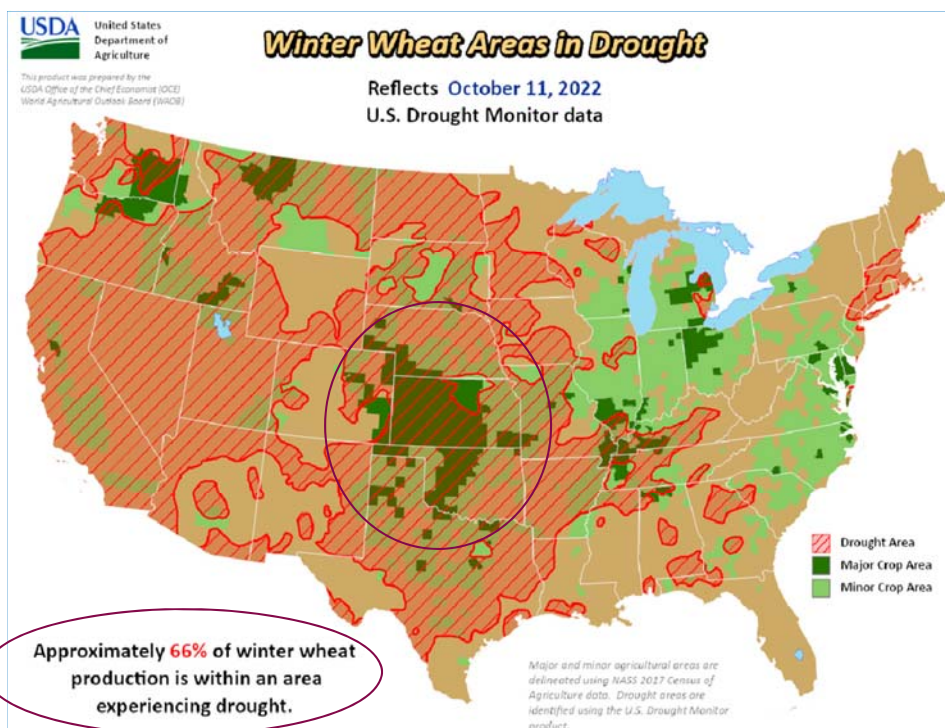 USDA
United States
Department of
Agriculture
This product was prepared by the
USDA Office of the Chief Economist (OCE)
World Agricultural Outlook Board (WAOB)
Winter Wheat Areas in Drought
Reflects October 11, 2022
U.S. Drought Monitor data
Drought Area
Major Crop Area
Minor Crop Area
Approximately 66% of winter wheat
production is within an area
experiencing drought.
Major and minor agricultural areas are
delineated using NASS 2017 Census of
Agriculture data. Drought areas are
identified using the U.S. Drought Monitor
product.